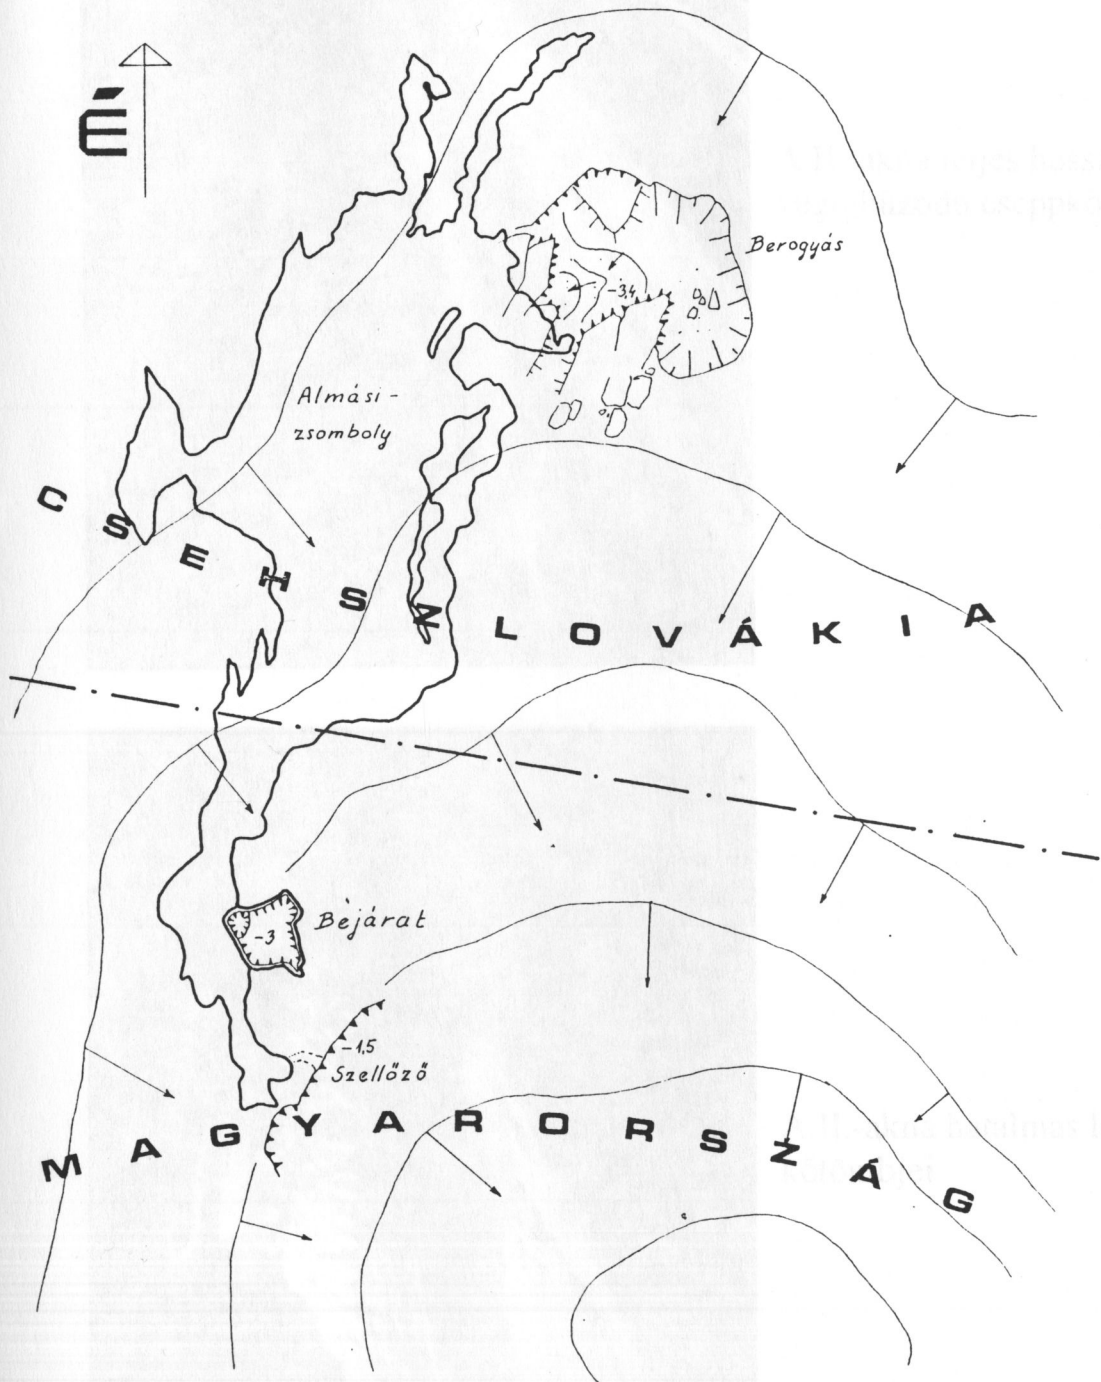 É
Berogyás
-3,4
Almási-
zsomboly
CSEHSZLOVÁKIA
Bejárat
-3
-1,5
Szellőző
MAGYARORSZÁG